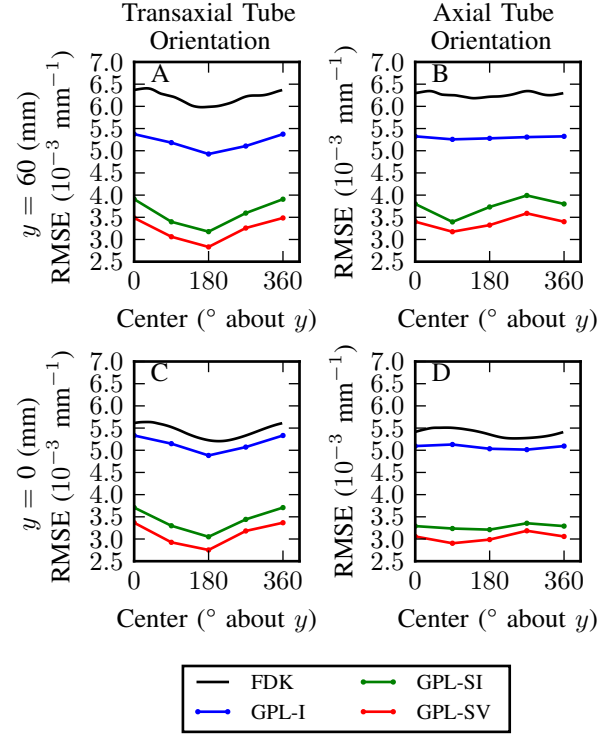 Transaxial Tube
Orientation
Axial Tube
Orientation
y = 60 (mm)
RMSE (10⁻³ mm⁻¹)
7.0
6.5
6.0
5.5
5.0
4.5
4.0
3.5
3.0
2.5
A
0 180 360
Center (° about y)
RMSE (10⁻³ mm⁻¹)
7.0
6.5
6.0
5.5
5.0
4.5
4.0
3.5
3.0
2.5
B
0 180 360
Center (° about y)
y = 0 (mm)
RMSE (10⁻³ mm⁻¹)
7.0
6.5
6.0
5.5
5.0
4.5
4.0
3.5
3.0
2.5
C
0 180 360
Center (° about y)
RMSE (10⁻³ mm⁻¹)
7.0
6.5
6.0
5.5
5.0
4.5
4.0
3.5
3.0
2.5
D
0 180 360
Center (° about y)
FDK GPL-SI
GPL-I GPL-SV